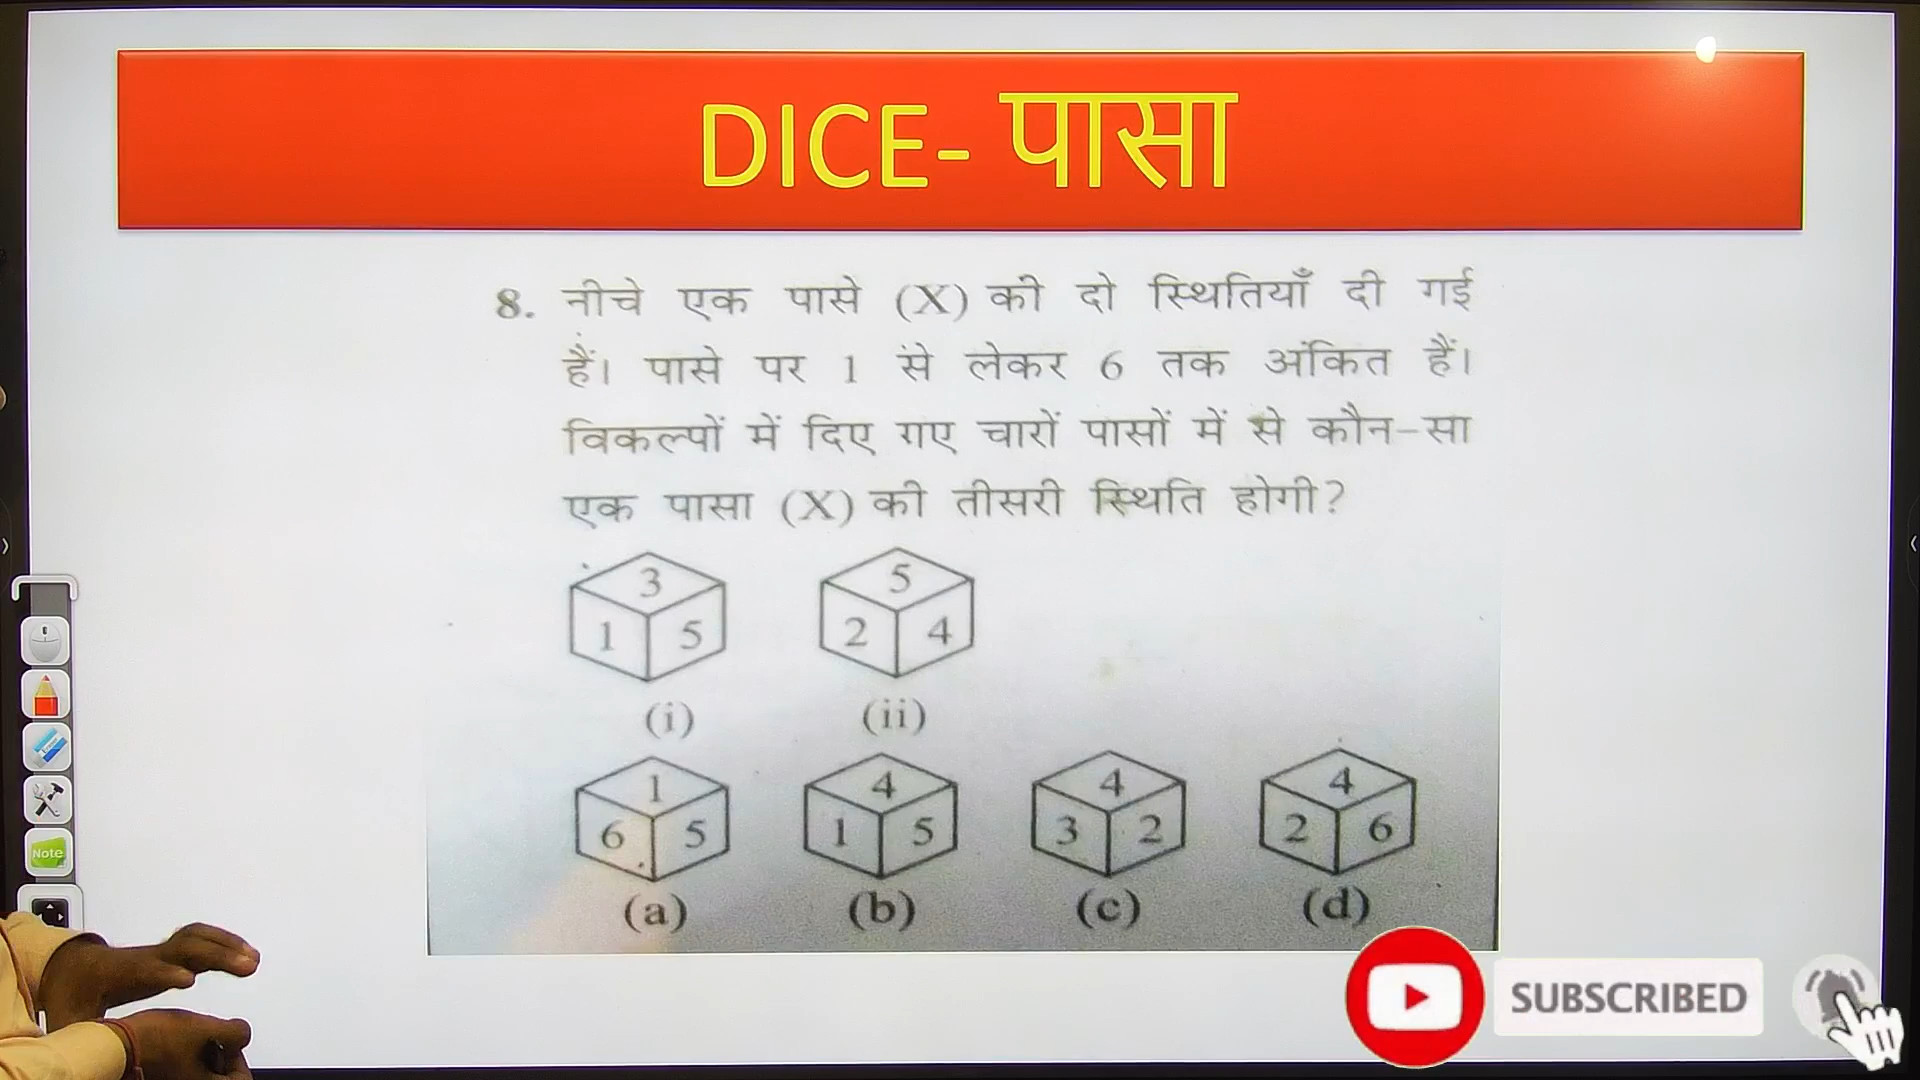 DICE- पासा
8. नीचे एक पासे (X) की दो स्थितियाँ दी गई
हैं। पासे पर 1 से लेकर 6 तक अंकित हैं।
विकल्पों में दिए गए चारों पासों में से कौन-सा
एक पासा (X) की तीसरी स्थिति होगी?
3 5
1 5 2 4
(i) (ii)
1 4 4 4
6 5 1 5 3 2 2 6
(a) (b) (c) (d)
Note
SUBSCRIBED